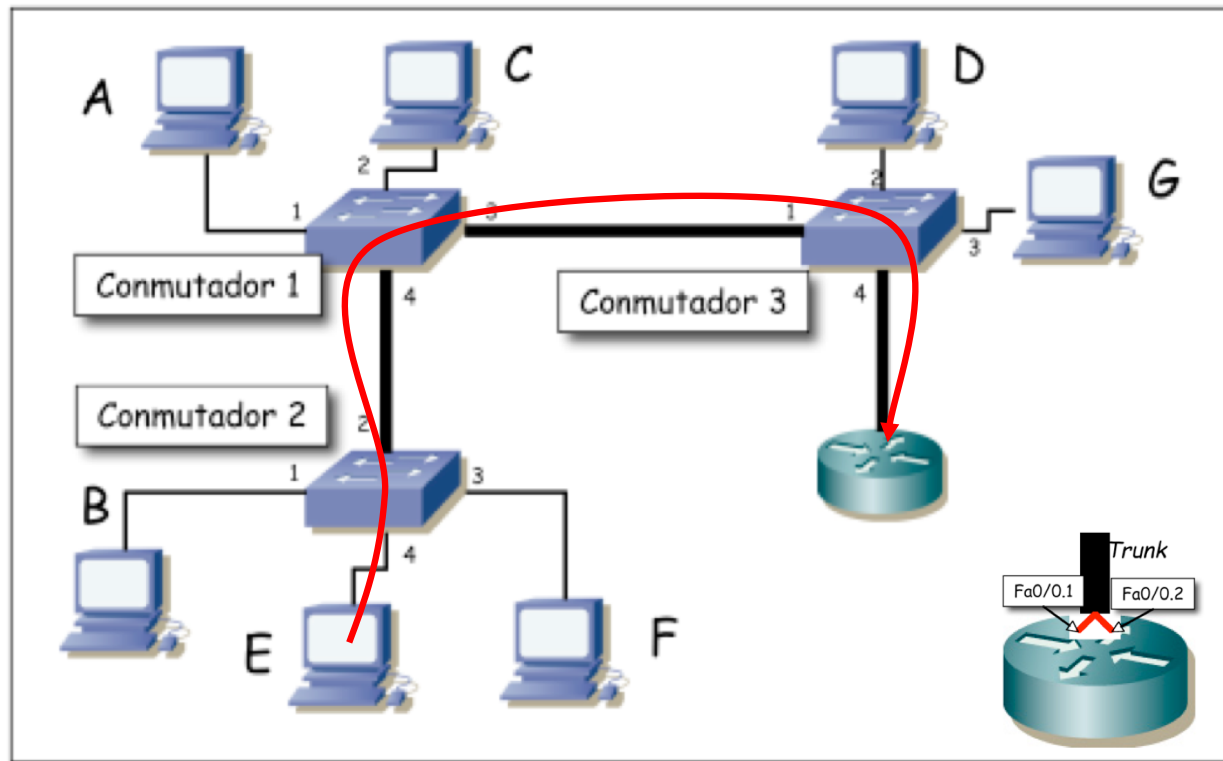 A
C
D
G
2
2
1
3
1
3
Conmutador 1
4
Conmutador 3
4
Conmutador 2
2
1
3
B
4
E
F
Trunk
Fa0/0.1
Fa0/0.2